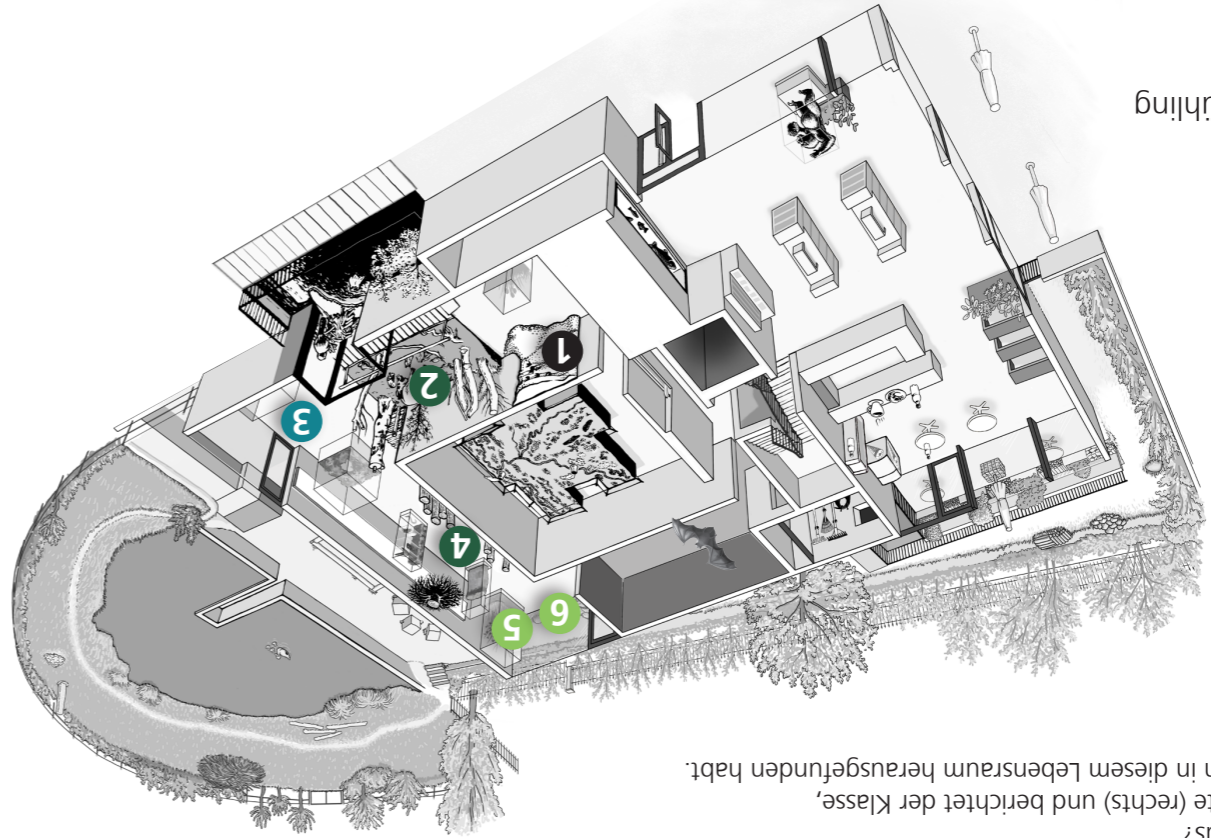 us?
te (rechts) und berichtet der Klasse,
n in diesem Lebensraum herausgefunden habt.
6
5
4
3
2
1
ühling